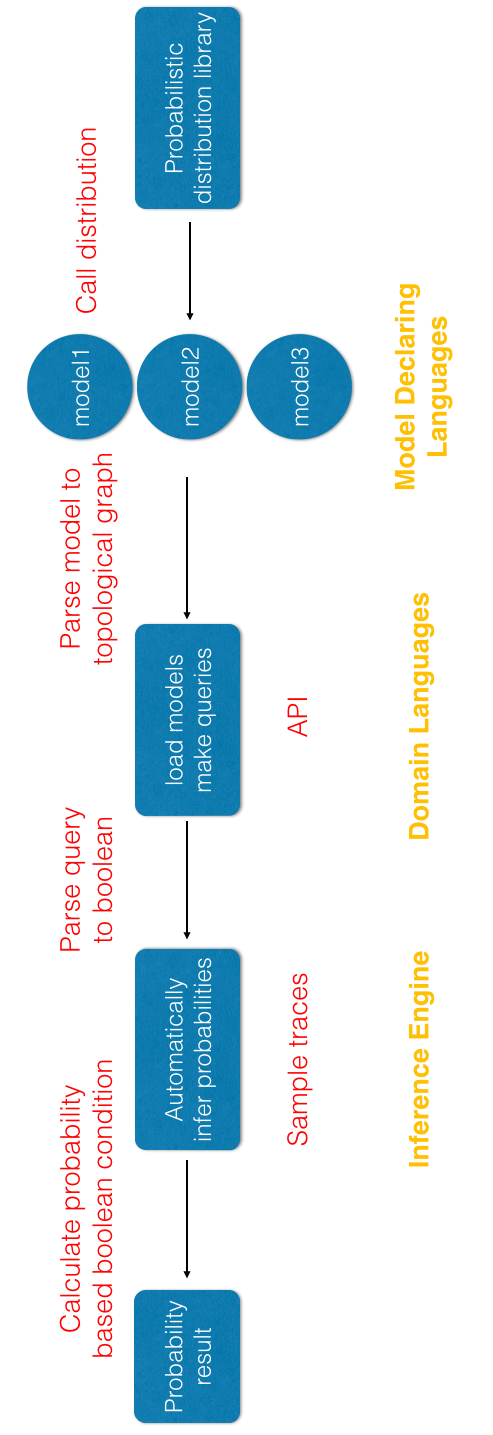 Call distribution
Probabilistic
distribution library
model1
model2
model3
Model Declaring
Languages
Parse model to
topological graph
load models
make queries
API
Domain Languages
Parse query
to boolean
Automatically
infer probabilities
Sample traces
Inference Engine
Calculate probability
based boolean condition
Probability
result